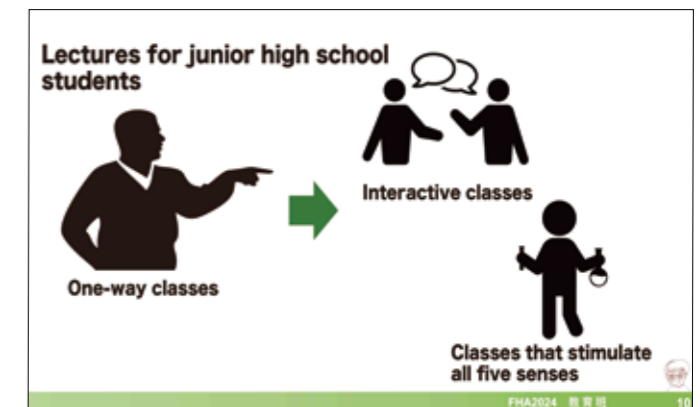 Lectures for junior high school
students
One-way classes
Interactive classes
Classes that stimulate
all five senses
FHA2024 教育班 10